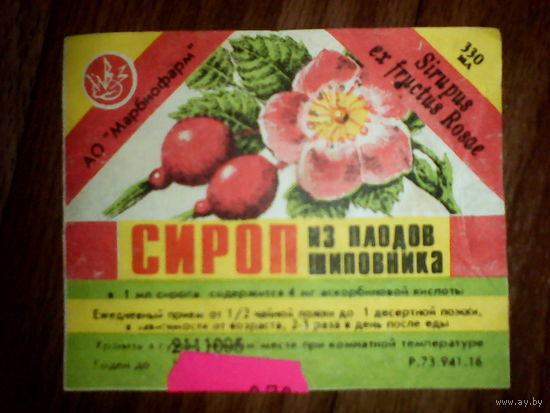 АО "Марбиофарм"
330
мл
Sirupus
ex fructus Rosae
СИРОП ИЗ ПЛОДОВ
ШИПОВНИКА
в 1 мл сиропа содержится 4 мг аскорбиновой кислоты
Ежедневный прием от 1/2 чайной ложки до 1 десертной ложки,
в зависимости от возраста, 2-3 раза в день после еды
Хранить в месте при комнатной температуре
Годен до Р.73.941.16
www.ay.by